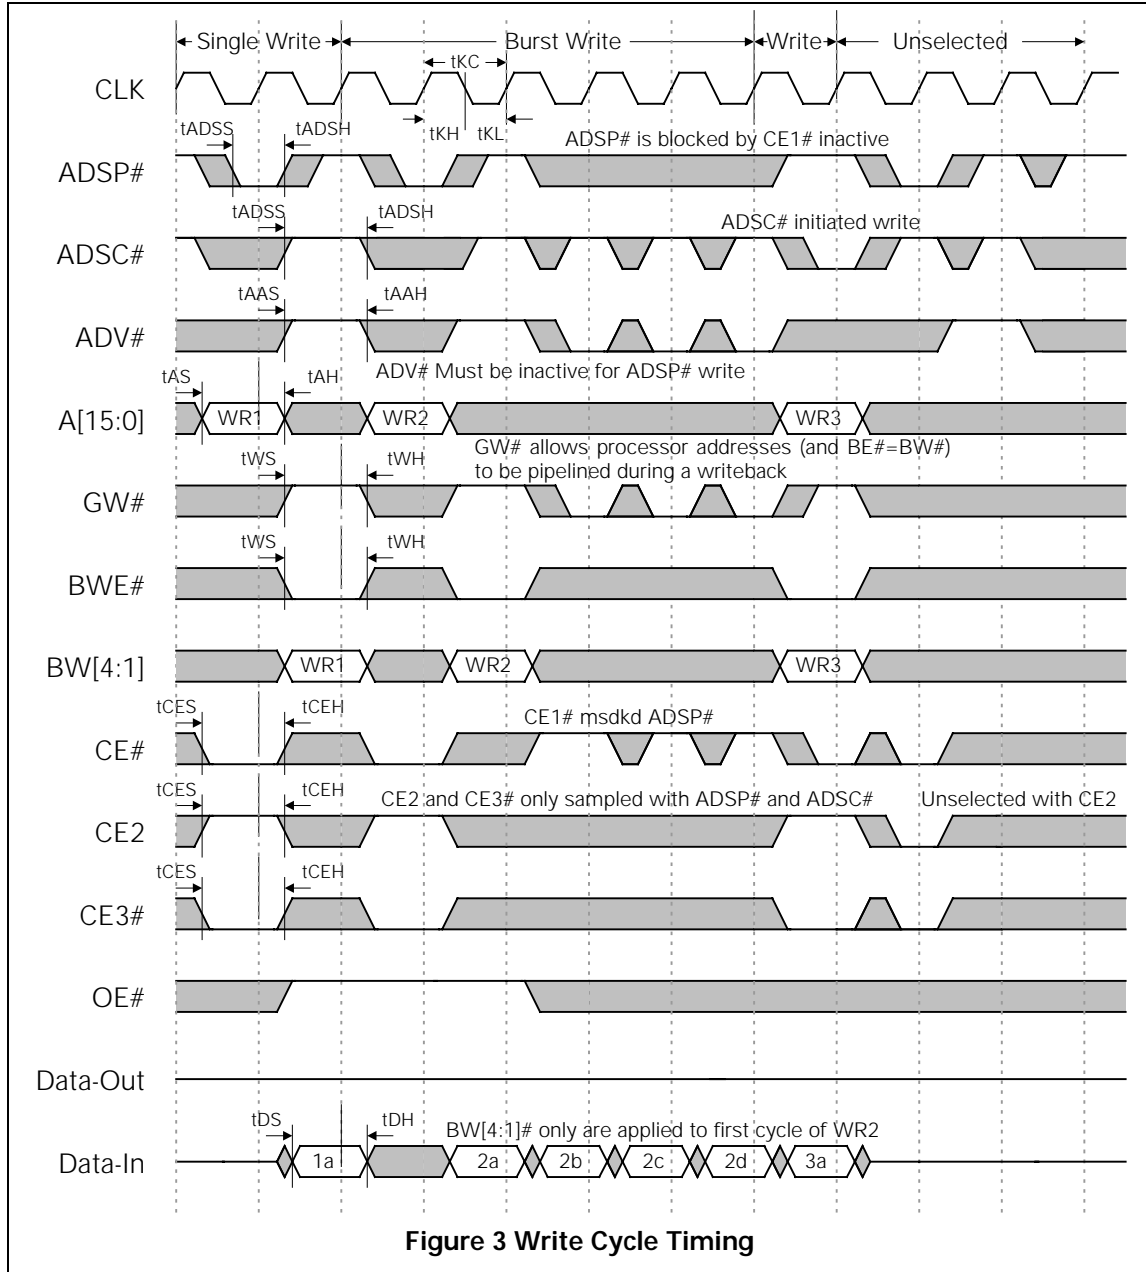 Single Write Burst Write Write Unselected
tKC
CLK
tADSS tADSH tKH tKL ADSP# is blocked by CE1# inactive
ADSP#
tADSS tADSH ADSC# initiated write
ADSC#
tAAS tAAH
ADV#
tAS tAH ADV# Must be inactive for ADSP# write
A[15:0] WR1 WR2 WR3
tWS tWH GW# allows processor addresses (and BE#=BW#)
to be pipelined during a writeback
GW#
tWS tWH
BWE#
BW[4:1] WR1 WR2 WR3
tCES tCEH CE1# msdkd ADSP#
CE#
tCES tCEH CE2 and CE3# only sampled with ADSP# and ADSC# Unselected with CE2
CE2
tCES tCEH
CE3#
OE#
Data-Out
tDS tDH BW[4:1]# only are applied to first cycle of WR2
Data-In 1a 2a 2b 2c 2d 3a
Figure 3 Write Cycle Timing